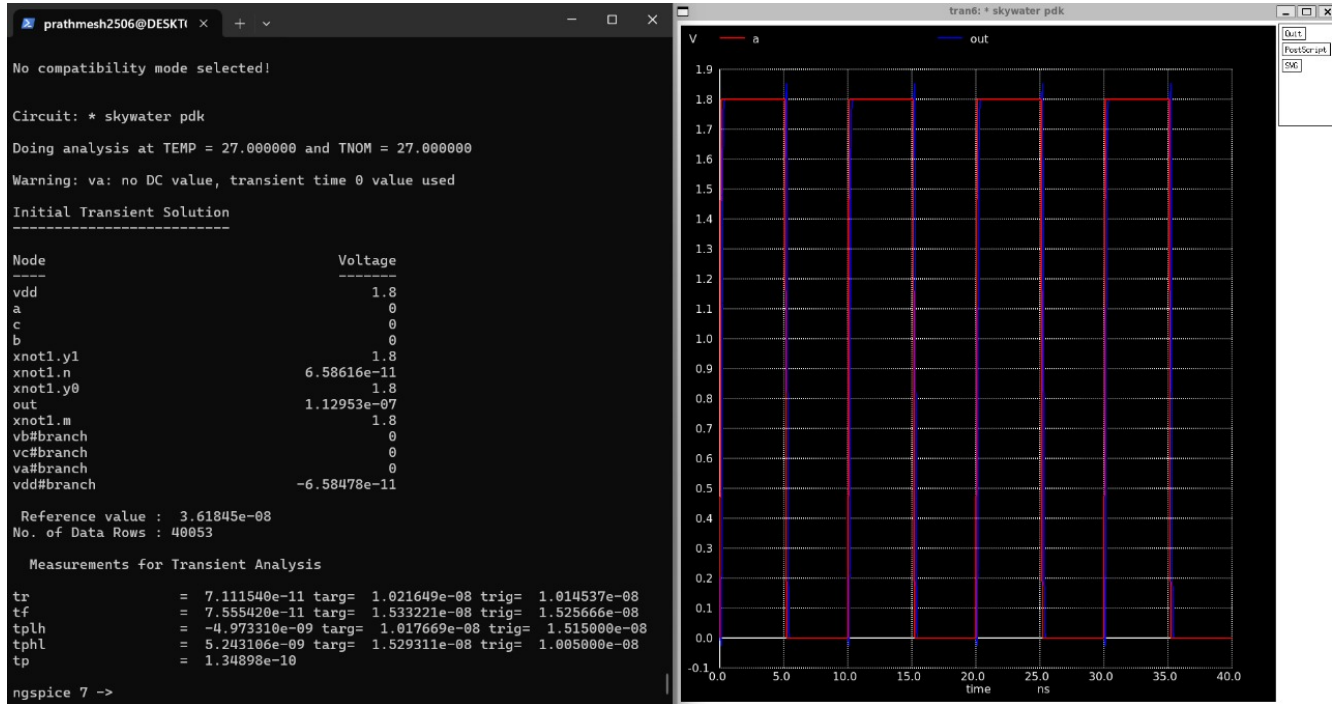 prathmesh2506@DESKT
No compatibility mode selected!
Circuit: * skywater pdk
Doing analysis at TEMP = 27.000000 and TNOM = 27.000000
Warning: va: no DC value, transient time 0 value used
Initial Transient Solution
--------------------------
Node Voltage
---- -------
vdd 1.8
a 0
c 0
b 0
xnot1.y1 1.8
xnot1.n 6.58616e-11
xnot1.y0 1.8
out 1.12953e-07
xnot1.m 1.8
vb#branch 0
vc#branch 0
va#branch 0
vdd#branch -6.58478e-11
Reference value : 3.61845e-08
No. of Data Rows : 40053
Measurements for Transient Analysis
tr = 7.111540e-11 targ= 1.021649e-08 trig= 1.014537e-08
tf = 7.555420e-11 targ= 1.533221e-08 trig= 1.525666e-08
tplh = -4.973310e-09 targ= 1.017669e-08 trig= 1.515000e-08
tphl = 5.243106e-09 targ= 1.529311e-08 trig= 1.005000e-08
tp = 1.34898e-10
ngspice 7 ->
tran6: * skywater pdk
V a out
1.9
1.8
1.7
1.6
1.5
1.4
1.3
1.2
1.1
1.0
0.9
0.8
0.7
0.6
0.5
0.4
0.3
0.2
0.1
0.0
-0.1
0.0 5.0 10.0 15.0 20.0 25.0 30.0 35.0 40.0
time ns
Quit
PostScript
SVG